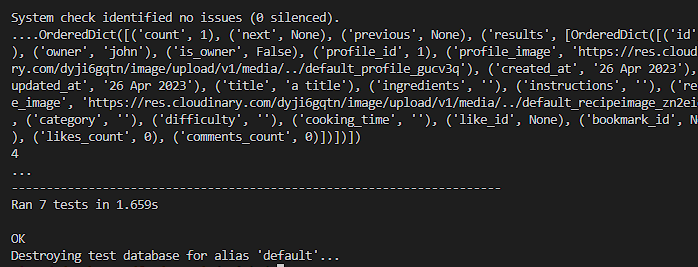 System check identified no issues (0 silenced).
....OrderedDict([('count', 1), ('next', None), ('previous', None), ('results', [OrderedDict([('id'
), ('owner', 'john'), ('is_owner', False), ('profile_id', 1), ('profile_image', 'https://res.cloud
ry.com/dyji6gqtn/image/upload/v1/media/../default_profile_gucv3q'), ('created_at', '26 Apr 2023'),
updated_at', '26 Apr 2023'), ('title', 'a title'), ('ingredients', ''), ('instructions', ''), ('re
e_image', 'https://res.cloudinary.com/dyji6gqtn/image/upload/v1/media/../default_recipeimage_zn2ei
, ('category', ''), ('difficulty', ''), ('cooking_time', ''), ('like_id', None), ('bookmark_id', N
), ('likes_count', 0), ('comments_count', 0)])])])
4
...
----------------------------------------------------------------------
Ran 7 tests in 1.659s
OK
Destroying test database for alias 'default'...